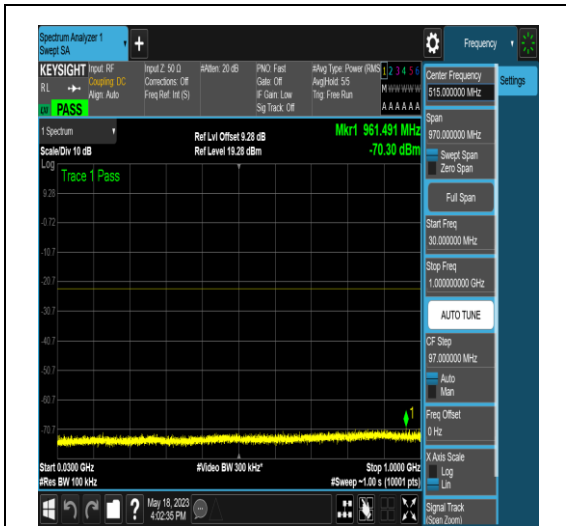 Spectrum Analyzer 1
Swept SA
Frequency
KEYSIGHT
RL
PASS
Input: RF
Coupling: DC
Align: Auto
Input Z: 50 Ω
Corrections: Off
Freq Ref: Int (S)
#Atten: 20 dB
PNO: Fast
Gate: Off
IF Gain: Low
Sig Track: Off
#Avg Type: Power (RMS
Avg|Hold: 5/5
Trig: Free Run
1 2 3 4 5 6
M W W W W W
A A A A A A
1 Spectrum
Scale/Div 10 dB
Ref Lvl Offset 9.28 dB
Ref Level 19.28 dBm
Mkr1 961.491 MHz
-70.30 dBm
Log
Trace 1 Pass
9.28
-0.72
-10.7
-20.7
-30.7
-40.7
-50.7
-60.7
-70.7
1
Start 0.0300 GHz
#Res BW 100 kHz
#Video BW 300 kHz*
Stop 1.0000 GHz
#Sweep ~1.00 s (10001 pts)
May 18, 2023
4:02:35 PM
Settings
Center Frequency
515.000000 MHz
Span
970.000000 MHz
Swept Span
Zero Span
Full Span
Start Freq
30.000000 MHz
Stop Freq
1.000000000 GHz
AUTO TUNE
CF Step
97.000000 MHz
Auto
Man
Freq Offset
0 Hz
X Axis Scale
Log
Lin
Signal Track
(Span Zoom)